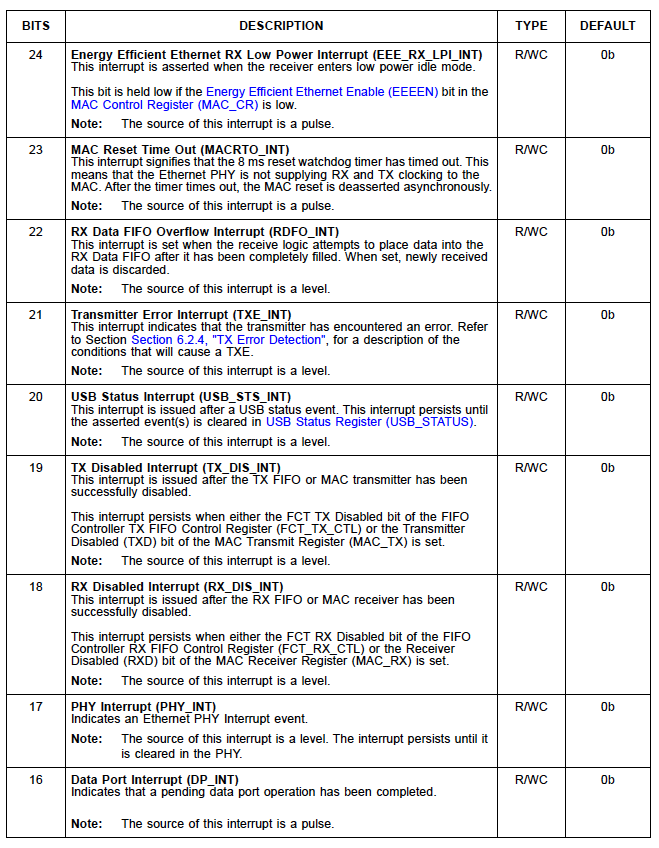 BITS DESCRIPTION TYPE DEFAULT
24 Energy Efficient Ethernet RX Low Power Interrupt (EEE_RX_LPI_INT) R/WC 0b
This interrupt is asserted when the receiver enters low power idle mode.
This bit is held low if the Energy Efficient Ethernet Enable (EEEEN) bit in the
MAC Control Register (MAC_CR) is low.
Note: The source of this interrupt is a pulse.
23 MAC Reset Time Out (MACRTO_INT) R/WC 0b
This interrupt signifies that the 8 ms reset watchdog timer has timed out. This
means that the Ethernet PHY is not supplying RX and TX clocking to the
MAC. After the timer times out, the MAC reset is deasserted asynchronously.
Note: The source of this interrupt is a pulse.
22 RX Data FIFO Overflow Interrupt (RDFO_INT) R/WC 0b
This interrupt is set when the receive logic attempts to place data into the
RX Data FIFO after it has been completely filled. When set, newly received
data is discarded.
Note: The source of this interrupt is a level.
21 Transmitter Error Interrupt (TXE_INT) R/WC 0b
This interrupt indicates that the transmitter has encountered an error. Refer
to Section Section 6.2.4, "TX Error Detection", for a description of the
conditions that will cause a TXE.
Note: The source of this interrupt is a level.
20 USB Status Interrupt (USB_STS_INT) R/WC 0b
This interrupt is issued after a USB status event. This interrupt persists until
the asserted event(s) is cleared in USB Status Register (USB_STATUS).
Note: The source of this interrupt is a level.
19 TX Disabled Interrupt (TX_DIS_INT) R/WC 0b
This interrupt is issued after the TX FIFO or MAC transmitter has been
successfully disabled.
This interrupt persists when either the FCT TX Disabled bit of the FIFO
Controller TX FIFO Control Register (FCT_TX_CTL) or the Transmitter
Disabled (TXD) bit of the MAC Transmit Register (MAC_TX) is set.
Note: The source of this interrupt is a level.
18 RX Disabled Interrupt (RX_DIS_INT) R/WC 0b
This interrupt is issued after the RX FIFO or MAC receiver has been
successfully disabled.
This interrupt persists when either the FCT RX Disabled bit of the FIFO
Controller RX FIFO Control Register (FCT_RX_CTL) or the Receiver
Disabled (RXD) bit of the MAC Receiver Register (MAC_RX) is set.
Note: The source of this interrupt is a level.
17 PHY Interrupt (PHY_INT) R/WC 0b
Indicates an Ethernet PHY Interrupt event.
Note: The source of this interrupt is a level. The interrupt persists until it
is cleared in the PHY.
16 Data Port Interrupt (DP_INT) R/WC 0b
Indicates that a pending data port operation has been completed.
Note: The source of this interrupt is a pulse.